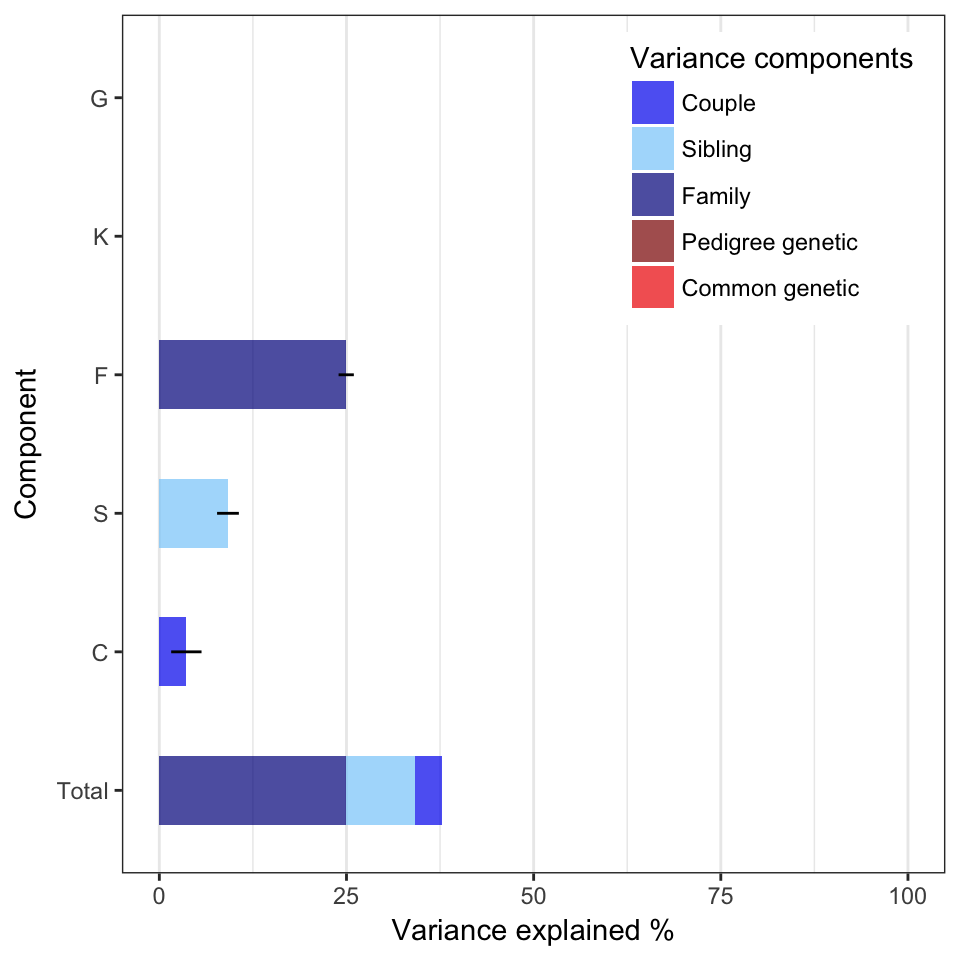 Variance components
Couple
Sibling
Family
Pedigree genetic
Common genetic
G
K
F
S
C
Total
Component
0 25 50 75 100
Variance explained %